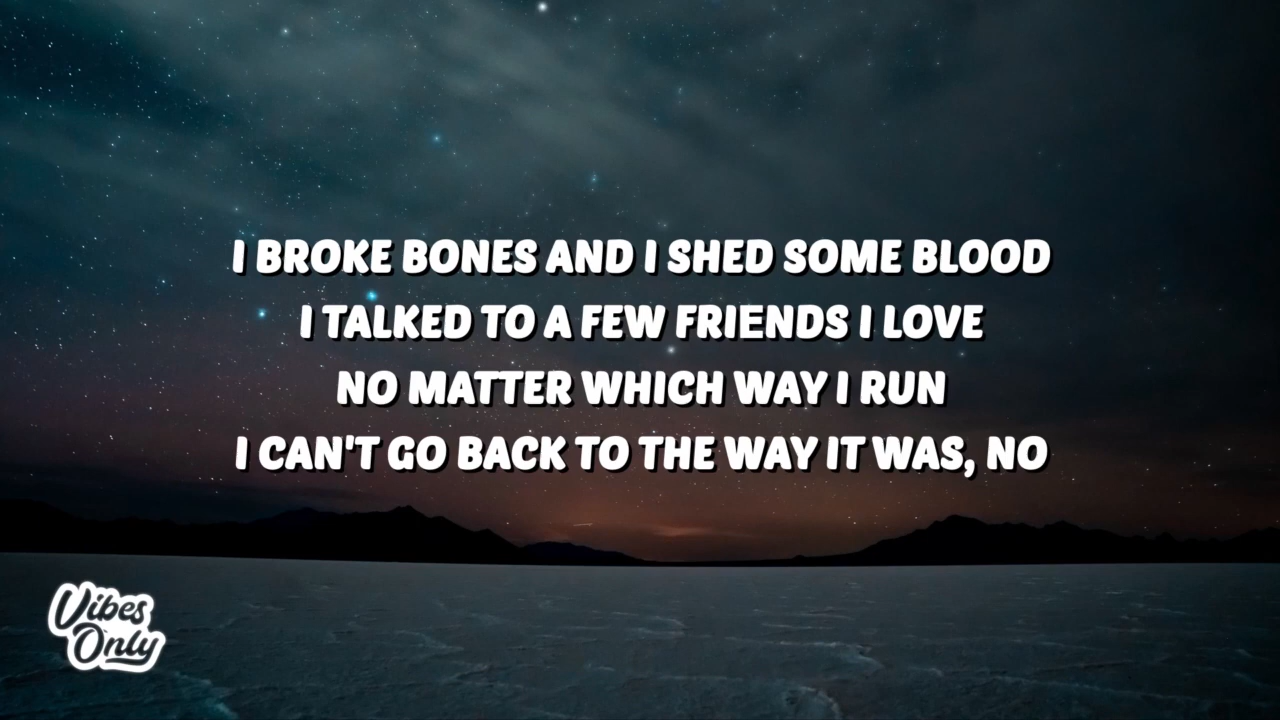 I BROKE BONES AND I SHED SOME BLOOD
I TALKED TO A FEW FRIENDS I LOVE
NO MATTER WHICH WAY I RUN
I CAN'T GO BACK TO THE WAY IT WAS, NO
Vibes
Only